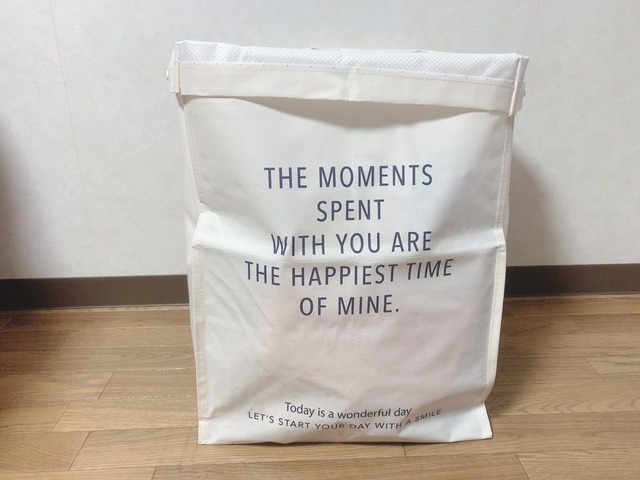 THE MOMENTS
SPENT
WITH YOU ARE
THE HAPPIEST TIME
OF MINE.
Today is a wonderful day
LET'S START YOUR DAY WITH A SMILE